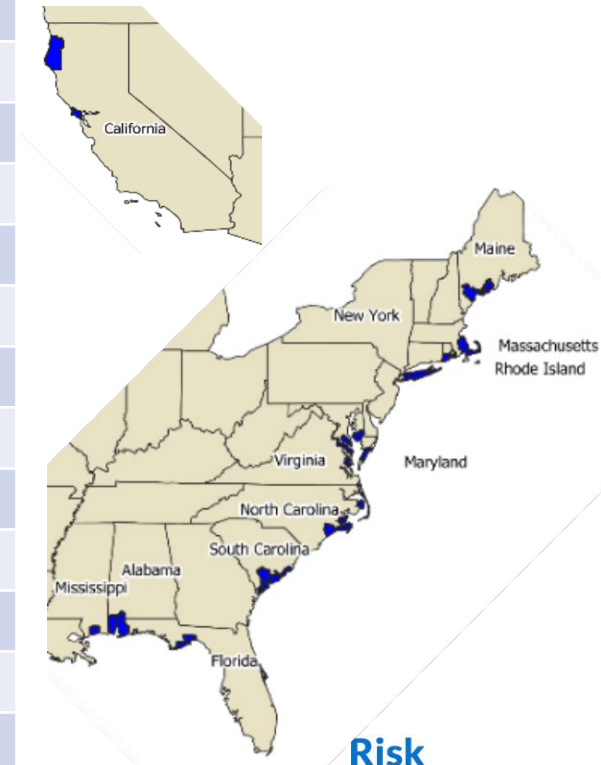 California
Maine
New York
Massachusetts
Rhode Island
Virginia
Maryland
North Carolina
South Carolina
Alabama
Mississippi
Florida
Risk